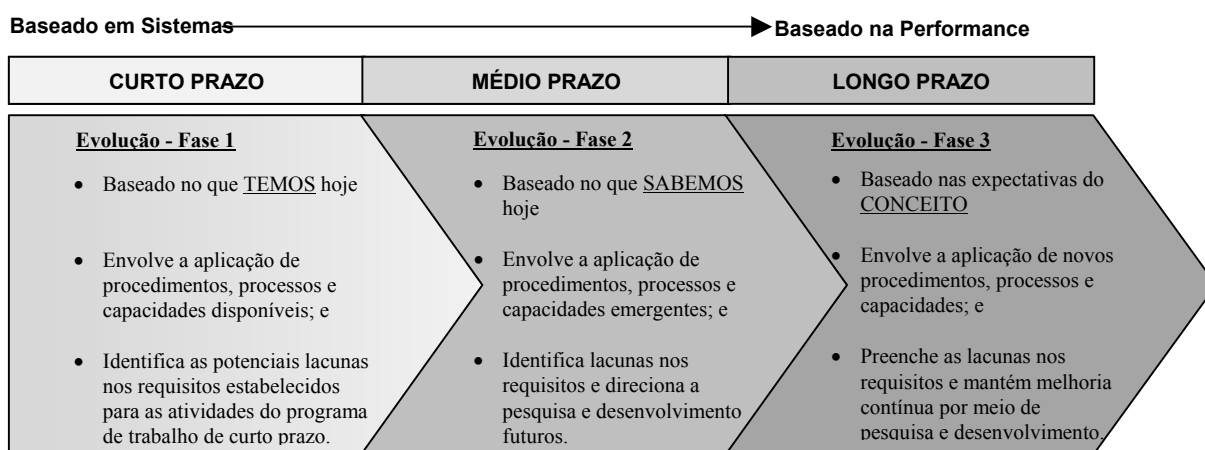 Baseado em Sistemas
Baseado na Performance
CURTO PRAZO
MÉDIO PRAZO
LONGO PRAZO
Evolução - Fase 1
• Baseado no que TEMOS hoje
• Envolve a aplicação de
procedimentos, processos e
capacidades disponíveis; e
• Identifica as potenciais lacunas
nos requisitos estabelecidos
para as atividades do programa
de trabalho de curto prazo.
Evolução - Fase 2
• Baseado no que SABEMOS
hoje
• Envolve a aplicação de
procedimentos, processos e
capacidades emergentes; e
• Identifica lacunas nos
requisitos e direciona a
pesquisa e desenvolvimento
futuros.
Evolução - Fase 3
• Baseado nas expectativas do
CONCEITO
• Envolve a aplicação de novos
procedimentos, processos e
capacidades; e
• Preenche as lacunas nos
requisitos e mantém melhoria
contínua por meio de
pesquisa e desenvolvimento.